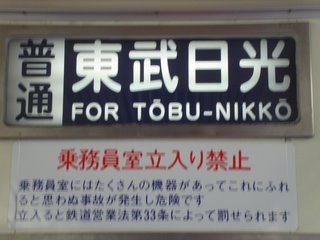 普通 東武日光
FOR TŌBU-NIKKŌ
乗務員室立入り禁止
乗務員室にはたくさんの機器があってこれにふれ
ると思わぬ事故が発生し危険です
立入ると鉄道営業法第33条によって罰せられます